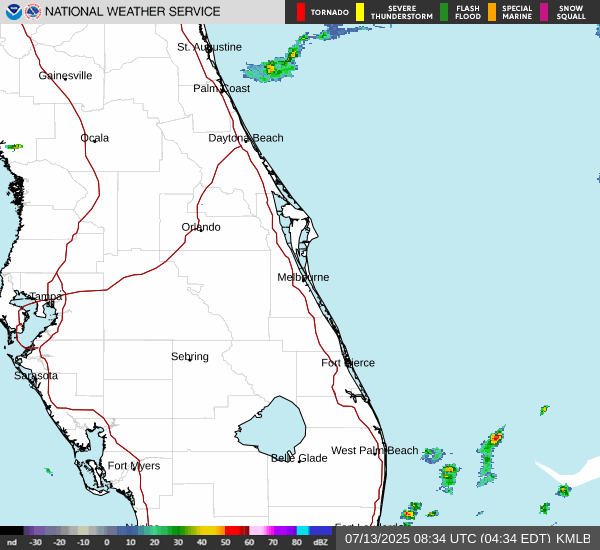 NATIONAL WEATHER SERVICE
TORNADO
SEVERE THUNDERSTORM
FLASH FLOOD
SPECIAL MARINE
SNOW SQUALL
St. Augustine
Gainesville
Palm Coast
Ocala
Daytona Beach
Orlando
Melbourne
Tampa
Sebring
Fort Pierce
Sarasota
West Palm Beach
Belle Glade
Fort Myers
nd -30 -20 -10 0 10 20 30 40 50 60 70 80 dBZ
07/13/2025 08:34 UTC (04:34 EDT) KMLB